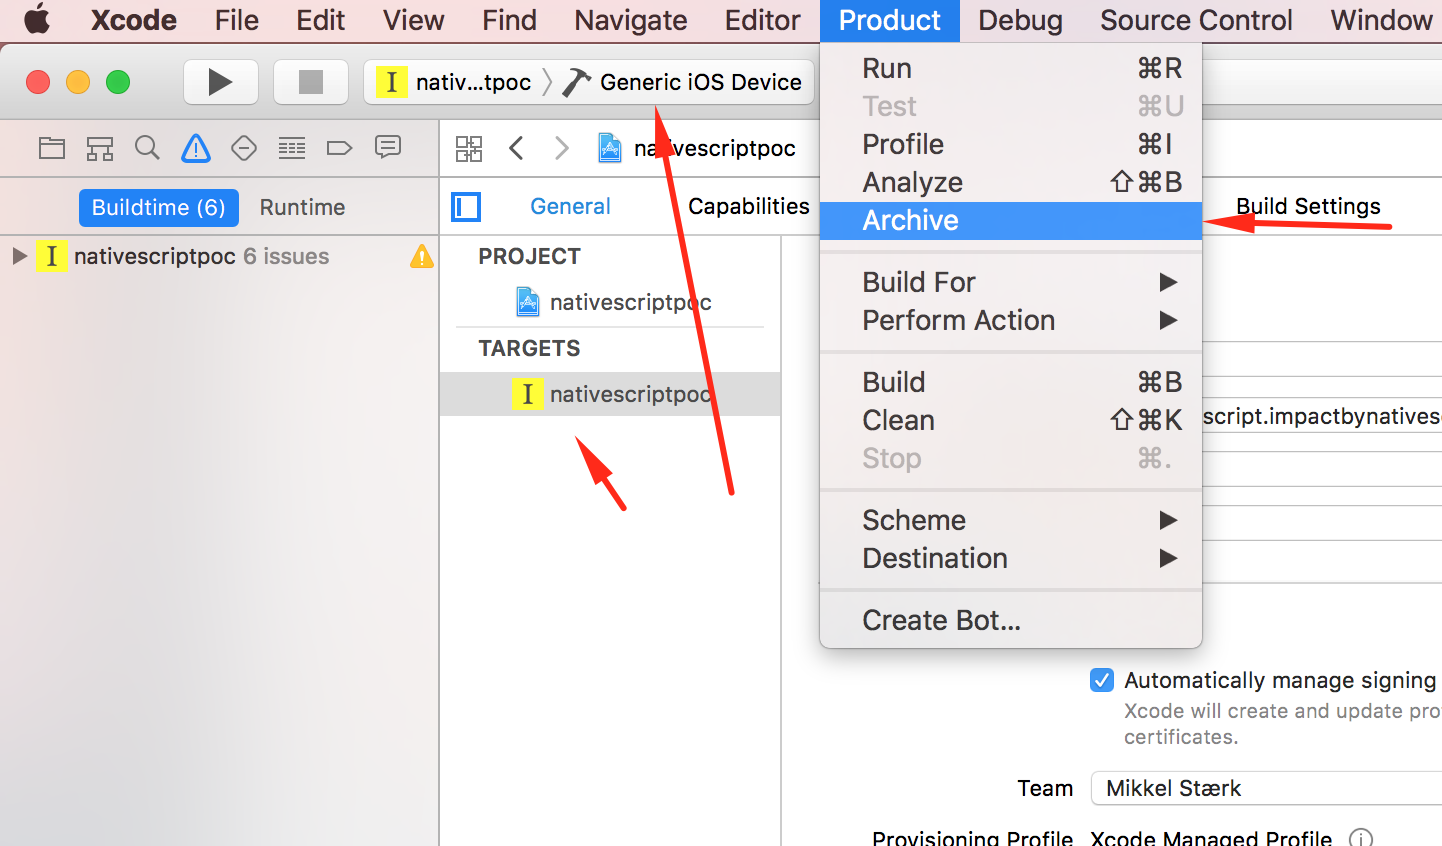 Xcode File Edit View Find Navigate Editor Product Debug Source Control Window
I nativ...tpoc Generic iOS Device
nativescriptpoc
Buildtime (6) Runtime
General Capabilities Build Settings
I nativescriptpoc 6 issues
PROJECT
nativescriptpoc
TARGETS
I nativescriptpoc
Run ⌘R
Test ⌘U
Profile ⌘I
Analyze ⇧⌘B
Archive
Build For ▶
Perform Action ▶
Build ⌘B
Clean ⇧⌘K
Stop ⌘.
Scheme ▶
Destination ▶
Create Bot...
script.impactbynatives
Automatically manage signing
Xcode will create and update pro
certificates.
Team Mikkel Stærk
Provisioning Profile Xcode Managed Profile